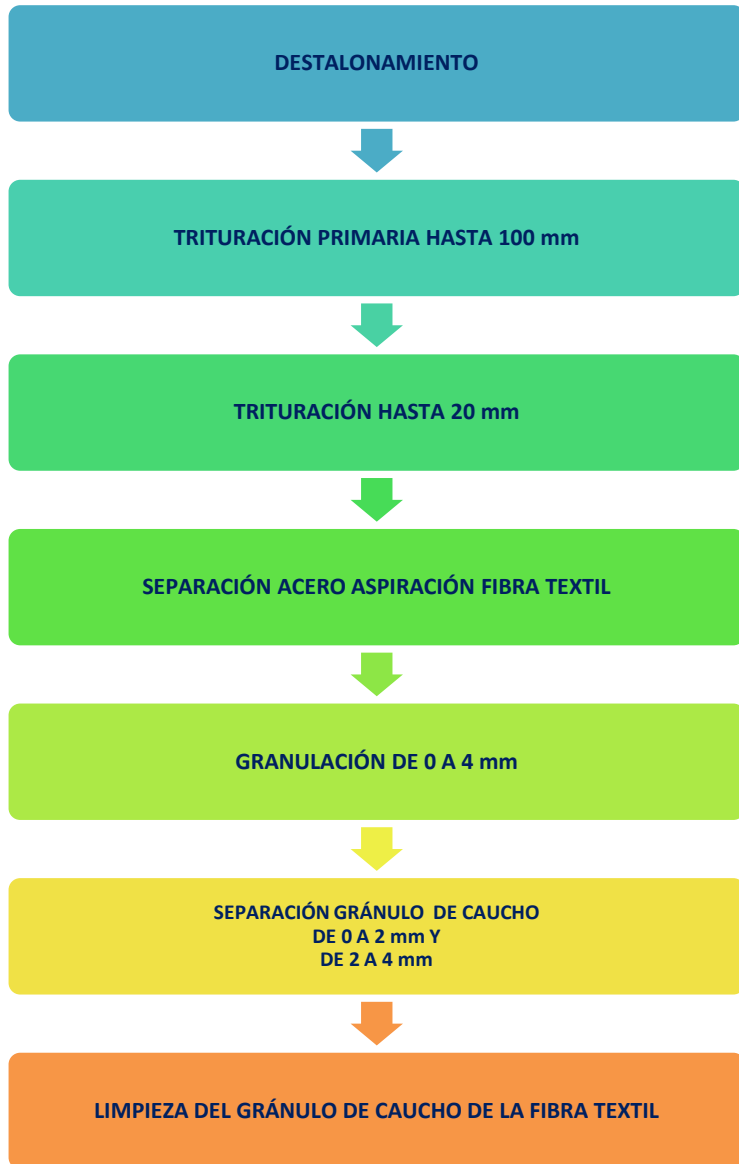 DESTALONAMIENTO
TRITURACIÓN PRIMARIA HASTA 100 mm
TRITURACIÓN HASTA 20 mm
SEPARACIÓN ACERO ASPIRACIÓN FIBRA TEXTIL
GRANULACIÓN DE 0 A 4 mm
SEPARACIÓN GRÁNULO DE CAUCHO
DE 0 A 2 mm Y
DE 2 A 4 mm
LIMPIEZA DEL GRÁNULO DE CAUCHO DE LA FIBRA TEXTIL